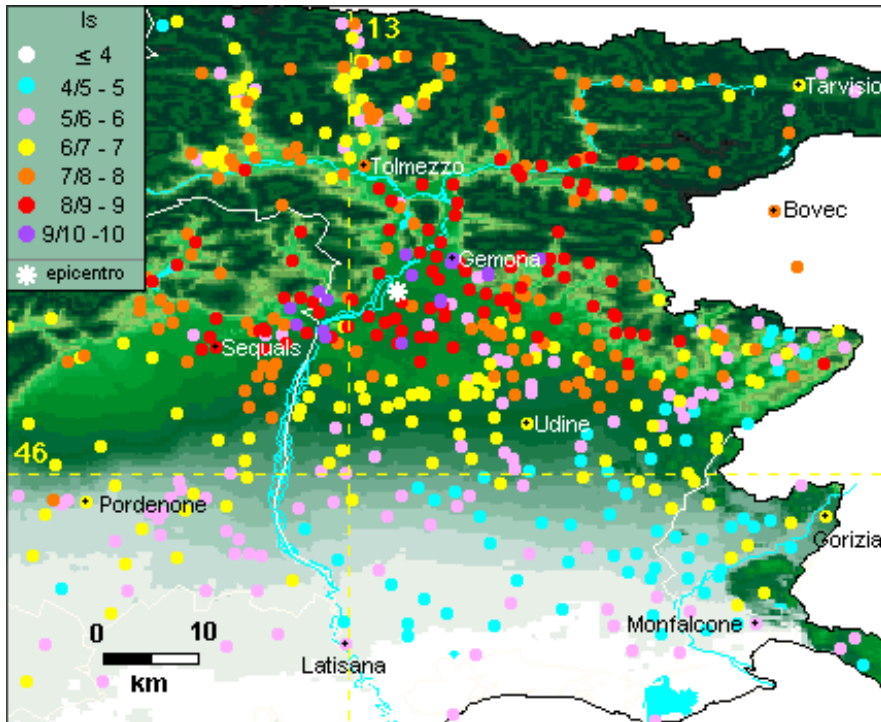 Is
≤ 4
4/5 - 5
5/6 - 6
6/7 - 7
7/8 - 8
8/9 - 9
9/10 -10
epicentro
13
Tarvisio
Tolmezzo
Bovec
Gemona
Sequals
Udine
46
Pordenone
Gorizia
Monfalcone
Latisana
0 10
km